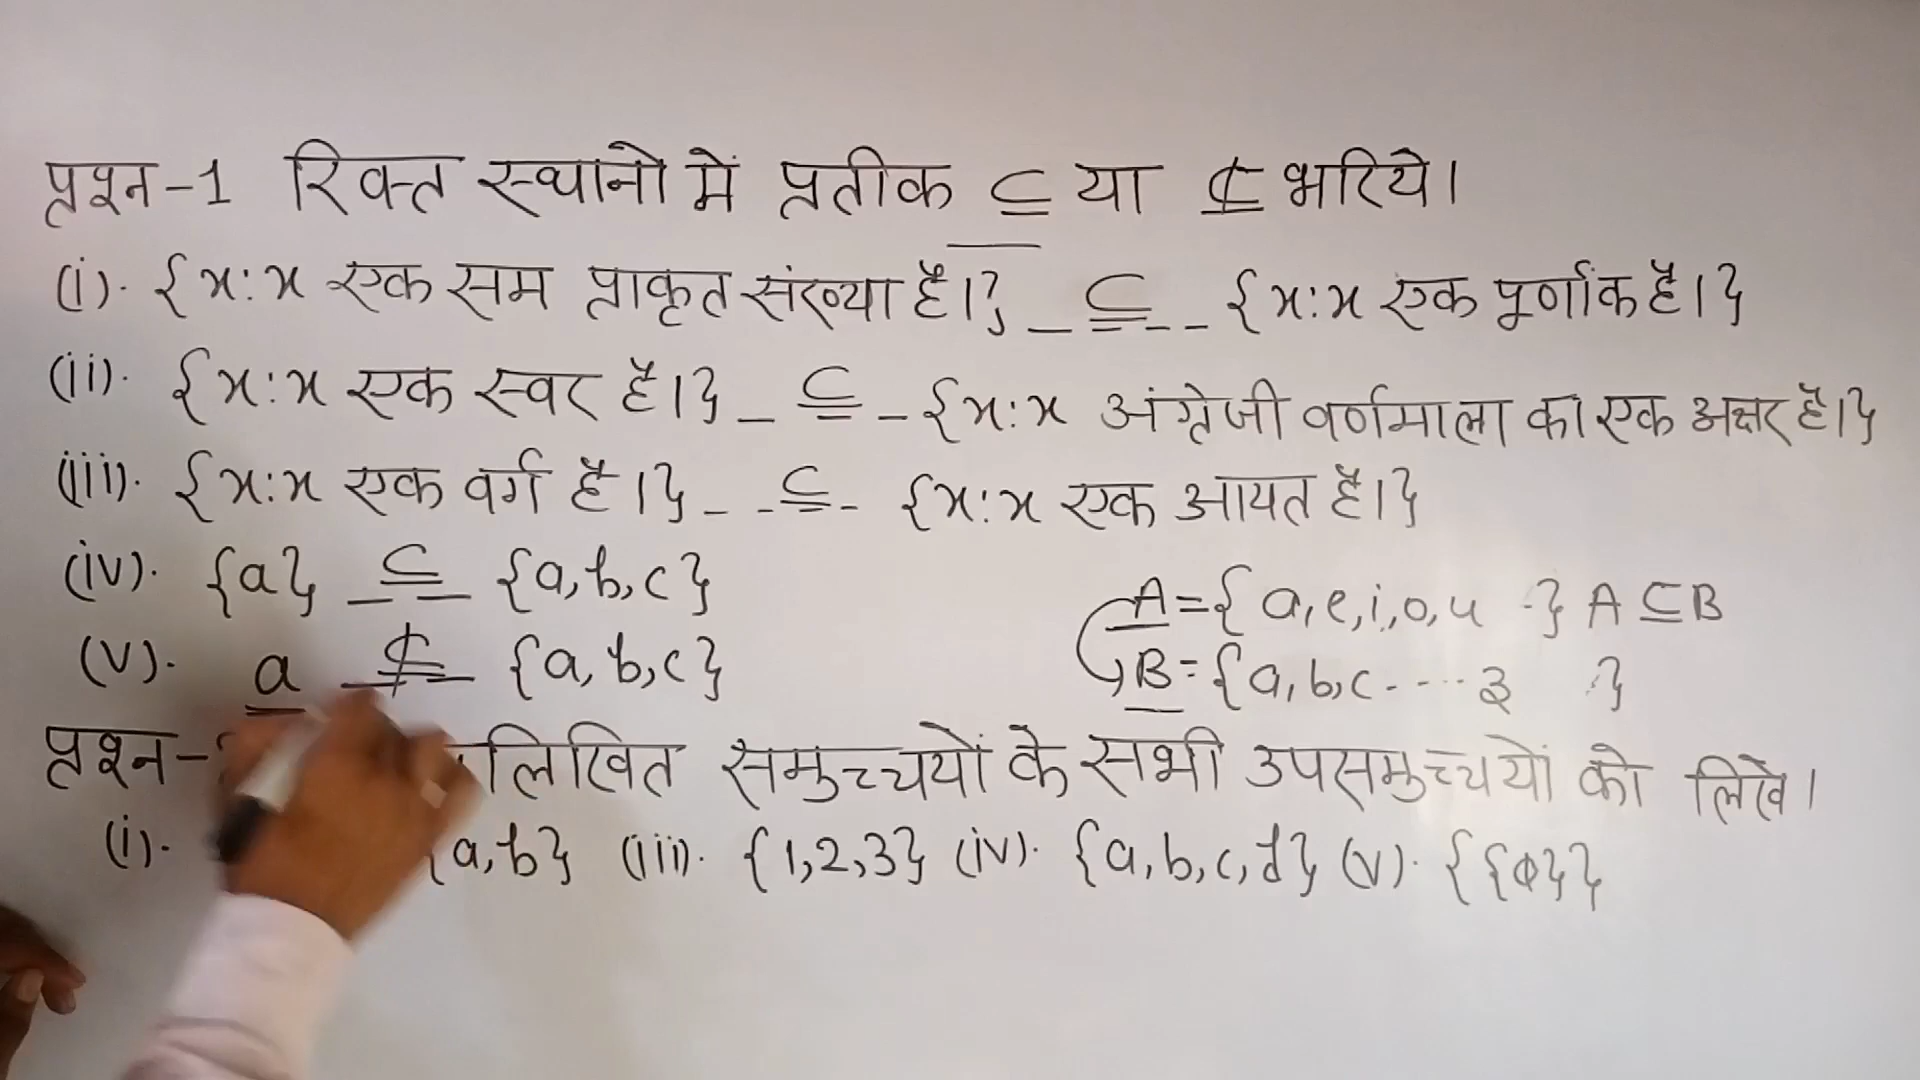 प्रश्न-1 रिक्त स्थानो में प्रतीक ⊆ या ⊈ भरिये।
(i). {x:x एक सम प्राकृत संख्या है।} _ ⊆ _ _ {x:x एक पूर्णांक है।}
(ii). {x:x एक स्वर है।} _ ⊆ _ {x:x अंग्रेजी वर्णमाला का एक अक्षर है।}
(iii). {x:x एक वर्ग है।} _ _ ⊆ _ {x:x एक आयत है।}
(iv). {a} _ ⊆ _ {a,b,c}
(v). a _ ⊈ _ {a,b,c}
A={a,e,i,o,u } A ⊆ B
B={a,b,c----z }
प्रश्न- समुच्चयों के सभी उपसमुच्चयों को लिखे।
(i). {a,b} (iii). {1,2,3} (iv). {a,b,c,d} (v). {{φ}}